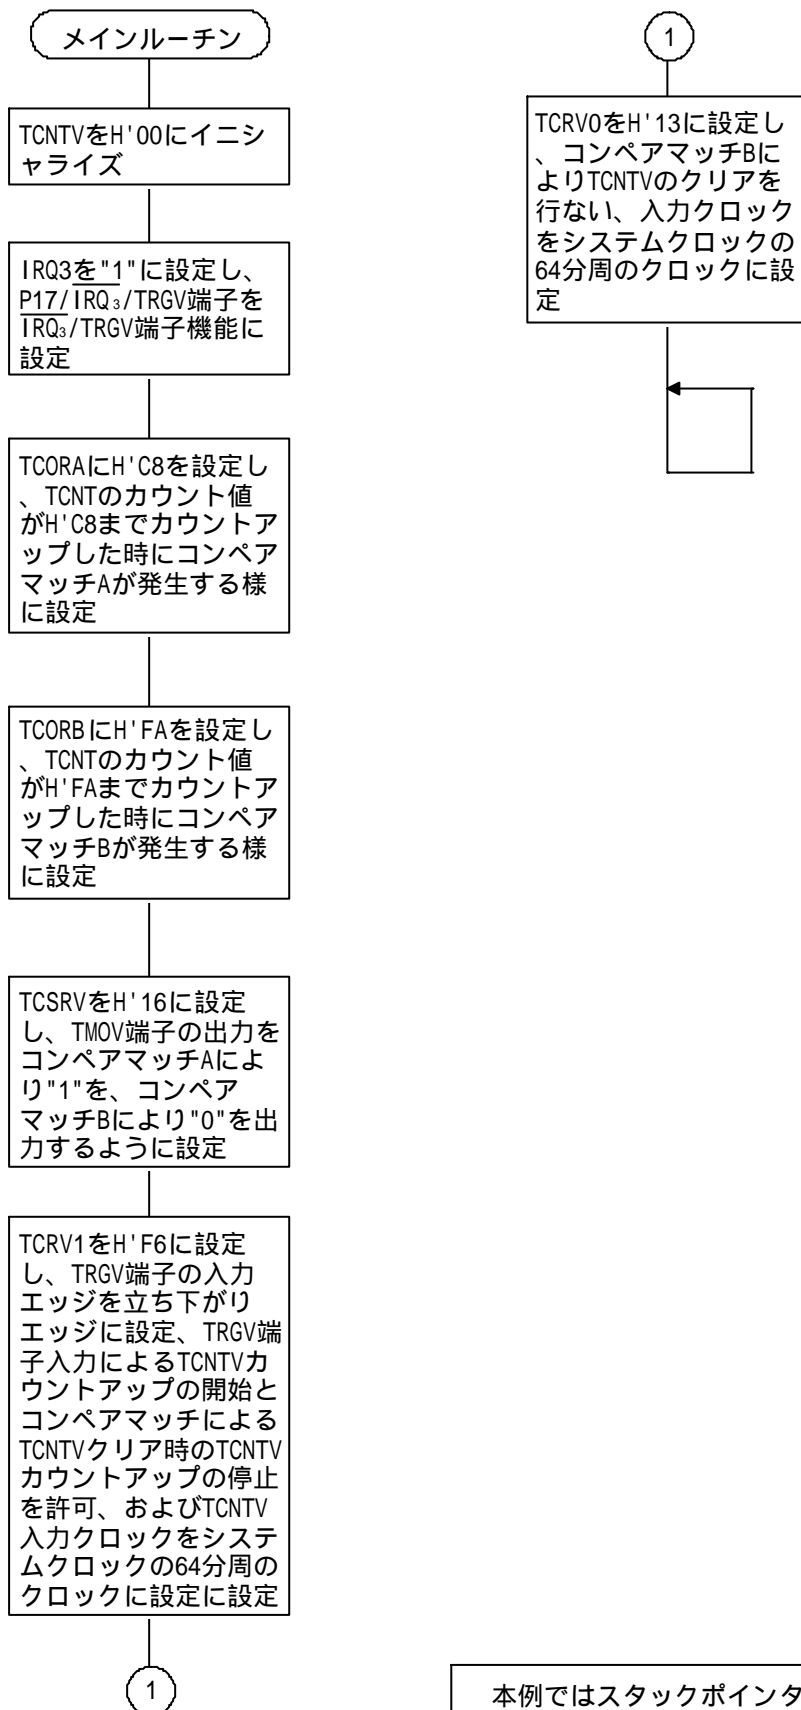 メインルーチン
TCNTVをH'00にイニシ
ャライズ
IRQ3を"1"に設定し、
P17/IRQ₃/TRGV端子を
IRQ₃/TRGV端子機能に
設定
TCORAにH'C8を設定し
、TCNTのカウント値
がH'C8までカウントア
ップした時にコンペア
マッチAが発生する様
に設定
TCORBにH'FAを設定し
、TCNTのカウント値
がH'FAまでカウントア
ップした時にコンペア
マッチBが発生する様
に設定
TCSRVをH'16に設定
し、TMOV端子の出力を
コンペアマッチAによ
り"1"を、コンペア
マッチBにより"0"を出
力するように設定
TCRV1をH'F6に設定
し、TRGV端子の入力
エッジを立ち下がり
エッジに設定、TRGV端
子入力によるTCNTVカ
ウントアップの開始と
コンペアマッチによる
TCNTVクリア時のTCNTV
カウントアップの停止
を許可、およびTCNTV
入力クロックをシステ
ムクロックの64分周の
クロックに設定に設定
1
1
TCRV0をH'13に設定し
、コンペアマッチBに
よりTCNTVのクリアを
行ない、入力クロック
をシステムクロックの
64分周のクロックに設
定
本例ではスタックポインタ